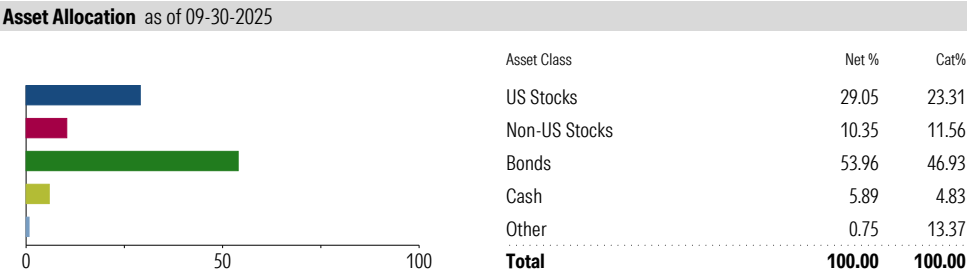 Asset Allocation as of 09-30-2025
Asset Class Net % Cat%
US Stocks 29.05 23.31
Non-US Stocks 10.35 11.56
Bonds 53.96 46.93
Cash 5.89 4.83
Other 0.75 13.37
Total 100.00 100.00
0 50 100